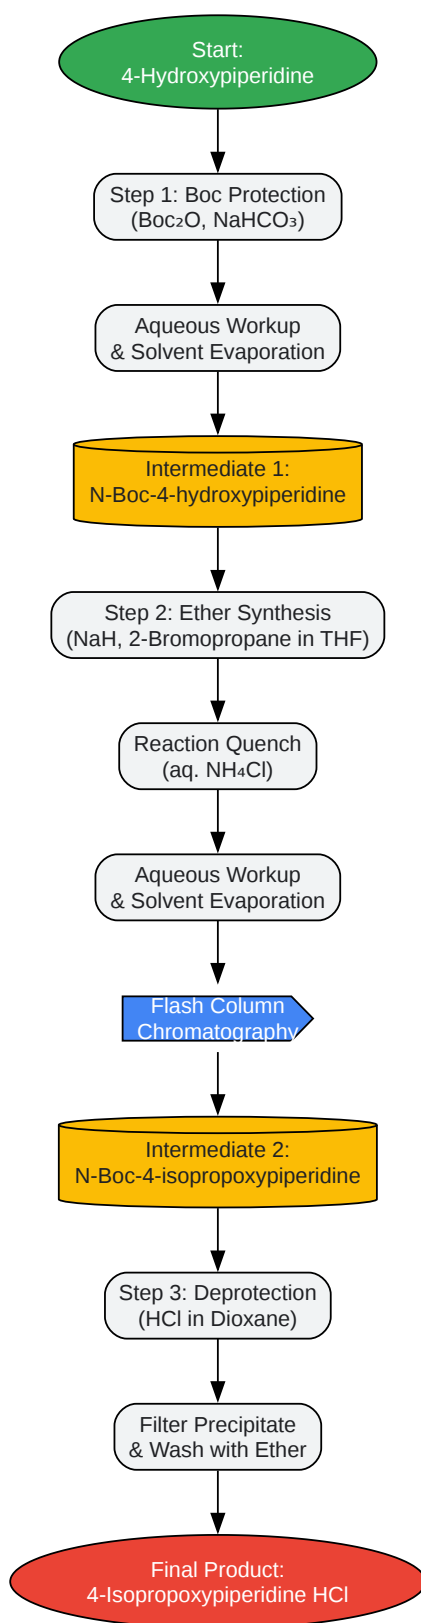 Start:
4-Hydroxypiperidine
Step 1: Boc Protection
(Boc₂O, NaHCO₃)
Aqueous Workup
& Solvent Evaporation
Intermediate 1:
N-Boc-4-hydroxypiperidine
Step 2: Ether Synthesis
(NaH, 2-Bromopropane in THF)
Reaction Quench
(aq. NH₄Cl)
Aqueous Workup
& Solvent Evaporation
Flash Column
Chromatography
Intermediate 2:
N-Boc-4-isopropoxypiperidine
Step 3: Deprotection
(HCl in Dioxane)
Filter Precipitate
& Wash with Ether
Final Product:
4-Isopropoxypiperidine HCl